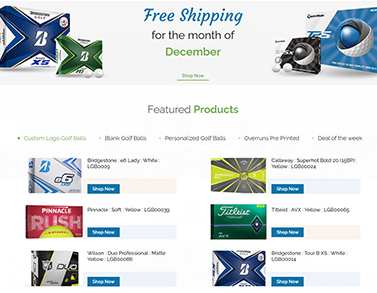 Free Shipping
for the month of
December
Shop Now
BRIDGESTONE
GOLF
XS
TaylorMade
TP5
Featured Products
Custom Logo Golf Balls
Blank Golf Balls
Personalized Golf Balls
Overruns Pre Printed
Deal of the week
Bridgestone : e6 Lady : White :
LGB0009
Shop Now
Callaway : Superhot Bold 20 (15BP) :
Yellow : LGB00024
Shop Now
PINNACLE
RUSH
DISTANCE
Pinnacle : Soft : Yellow : LGB00039
Shop Now
Titleist
AVX
Titleist : AVX : Yellow : LGB00065
Shop Now
DUO
Wilson : Duo Professional : Matte
Yellow : LGB00086
Shop Now
Bridgestone : Tour B XS : White :
LGB0014
Shop Now